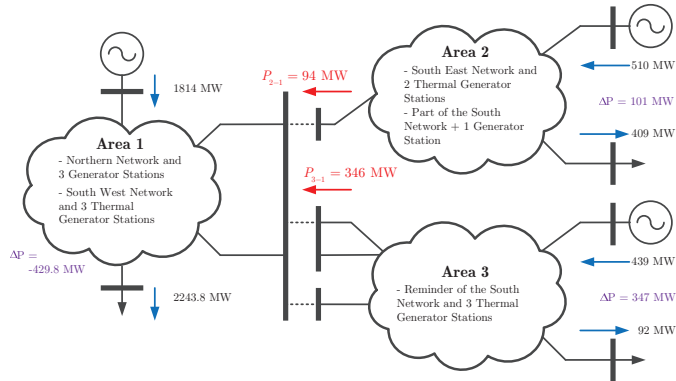 1814 MW
Area 1
- Northern Network and
3 Generator Stations
- South West Network
and 3 Thermal
Generator Stations
ΔP =
-429.8 MW
2243.8 MW
P2-1 = 94 MW
P3-1 = 346 MW
Area 2
- South East Network and
2 Thermal Generator
Stations
- Part of the South
Network + 1 Generator
Station
510 MW
ΔP = 101 MW
409 MW
Area 3
- Reminder of the South
Network and 3 Thermal
Generator Stations
439 MW
ΔP = 347 MW
92 MW